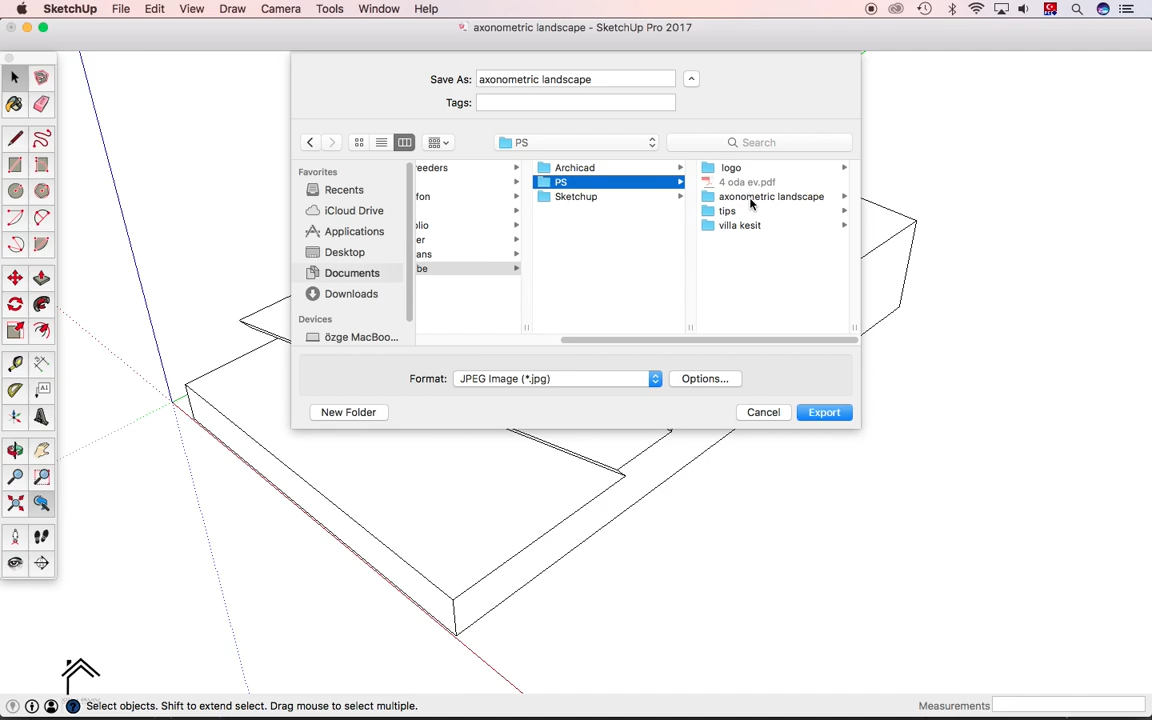 SketchUp File Edit View Draw Camera Tools Window Help
axonometric landscape - SketchUp Pro 2017
Save As: axonometric landscape
Tags:
PS
Search
Favorites
Recents
iCloud Drive
Applications
Desktop
Documents
Downloads
Devices
özge MacBoo...
eeders
fon
lio
er
ans
be
Archicad
PS
Sketchup
logo
4 oda ev.pdf
axonometric landscape
tips
villa kesit
Format: JPEG Image (*.jpg) Options...
New Folder Cancel Export
Select objects. Shift to extend select. Drag mouse to select multiple. Measurements